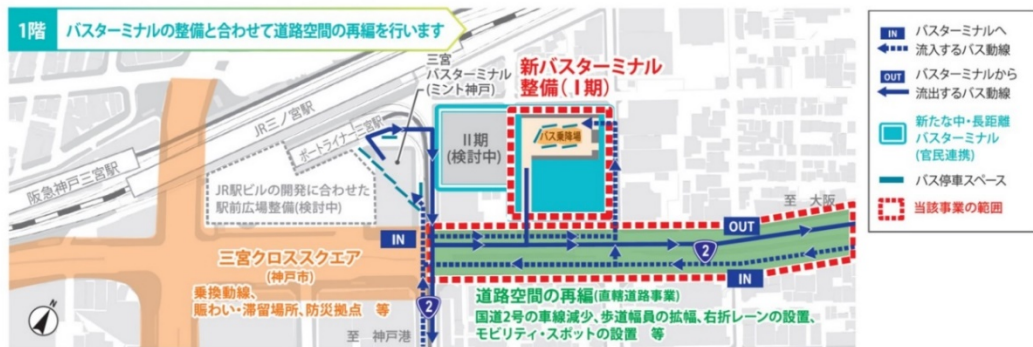 1階 バスターミナルの整備と合わせて道路空間の再編を行います
三宮
バスターミナル
(ミント神戸)
新バスターミナル
整備(Ⅰ期)
JR三ノ宮駅
ポートライナー三宮駅
阪急神戸三宮駅
Ⅱ期
(検討中)
バス乗降場
JR駅ビルの開発に合わせた
駅前広場整備(検討中)
至 大阪
IN
OUT
2
IN
三宮クロススクエア
(神戸市)
乗換動線、
賑わい・滞留場所、防災拠点 等
2
道路空間の再編(直轄道路事業)
国道2号の車線減少、歩道幅員の拡幅、右折レーンの設置、
モビリティ・スポットの設置 等
至 神戸港
N
IN バスターミナルへ
流入するバス動線
OUT バスターミナルから
流出するバス動線
新たな中・長距離
バスターミナル
(官民連携)
バス停車スペース
当該事業の範囲